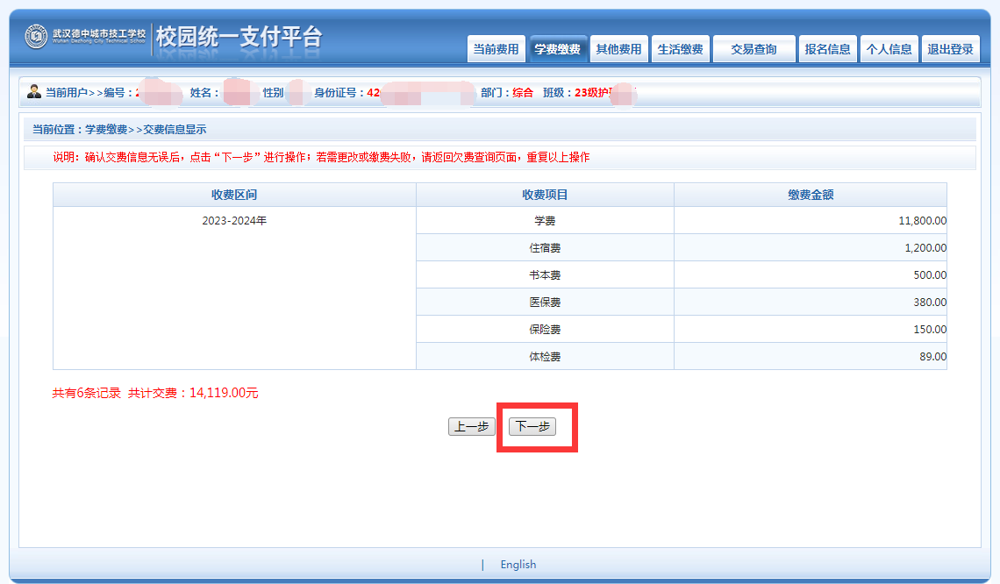 武汉德中城市技工学校
Wuhan Dezhong City Technical School
校园统一支付平台
当前费用 学费缴费 其他费用 生活缴费 交易查询 报名信息 个人信息 退出登录
当前用户>>编号：2 姓名： 性别 身份证号：42 部门：综合 班级：23级护
当前位置：学费缴费>>交费信息显示
说明：确认交费信息无误后，点击“下一步”进行操作；若需更改或缴费失败，请返回欠费查询页面，重复以上操作
收费区间 收费项目 缴费金额
2023-2024年 学费 11,800.00
住宿费 1,200.00
书本费 500.00
医保费 380.00
保险费 150.00
体检费 89.00
共有6条记录 共计交费：14,119.00元
上一步 下一步
| English